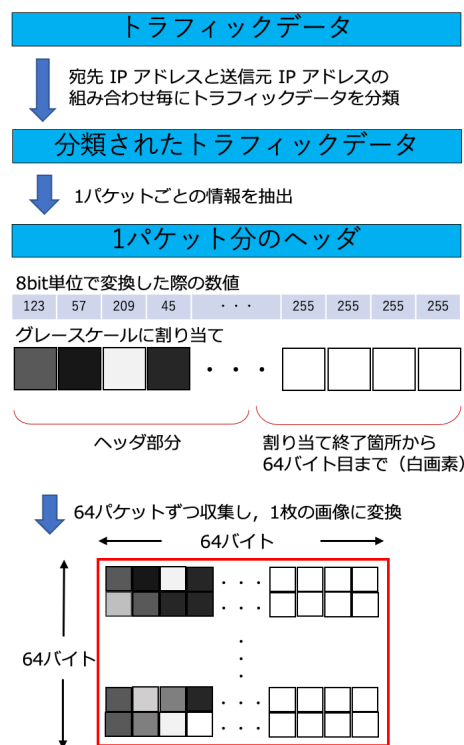 トラフィックデータ
宛先 IP アドレスと送信元 IP アドレスの
組み合わせ毎にトラフィックデータを分類
分類されたトラフィックデータ
1パケットごとの情報を抽出
1パケット分のヘッダ
8bit単位で変換した際の数値
123 57 209 45 ・・・ 255 255 255 255
グレースケールに割り当て
・・・
ヘッダ部分
割り当て終了箇所から
64バイト目まで（白画素）
64パケットずつ収集し，1枚の画像に変換
64バイト
64バイト